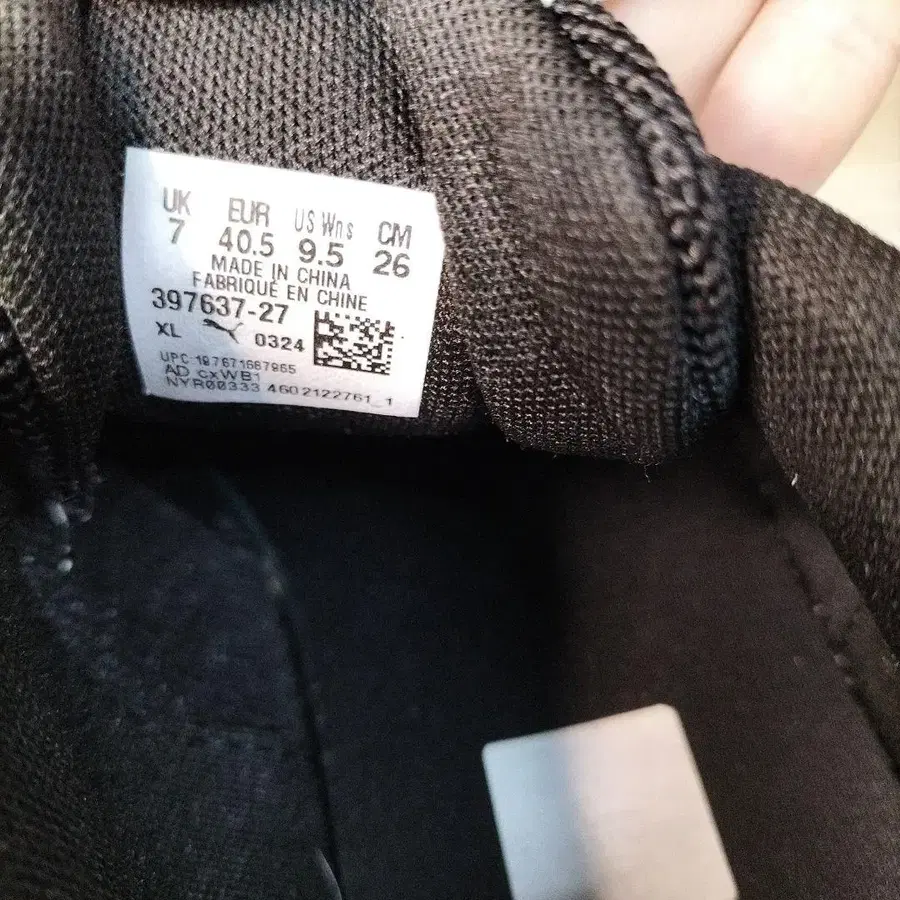 UK EUR US Wns CM
7 40.5 9.5 26
MADE IN CHINA
FABRIQUÉ EN CHINE
397637-27
XL 0324
UPC 197671667965
AD cxWB1
NYR00333 4602122761_1